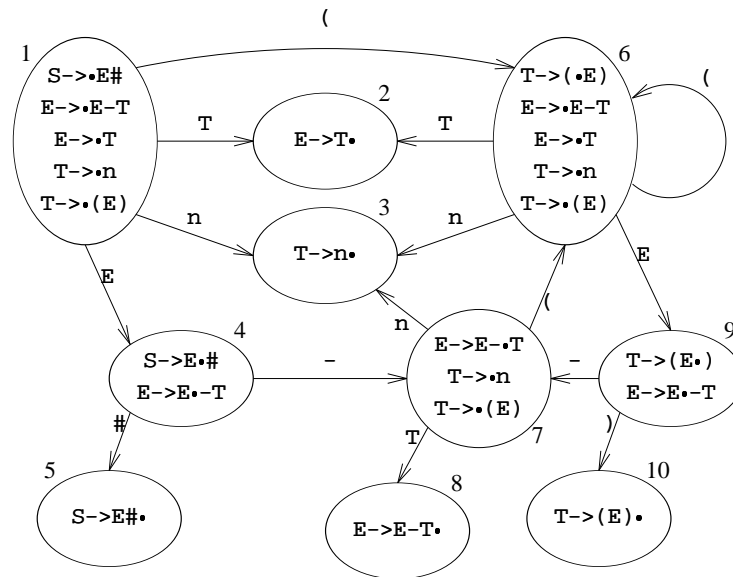 (
1
S->•E#
E->•E-T
E->•T
T->•n
T->•(E)
T
2
E->T•
T
6
T->(•E)
E->•E-T
E->•T
T->•n
T->•(E)
(
n
3
T->n•
n
E
E
4
S->E•#
E->E•-T
-
n
(
E->E-•T
T->•n
T->•(E)
7
-
9
T->(E•)
E->E•-T
#
T
)
5
S->E#•
8
E->E-T•
10
T->(E)•